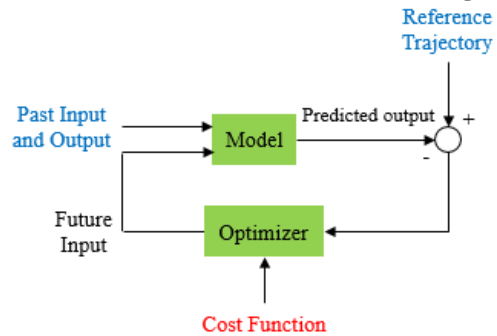 Reference
Trajectory
+
Past Input
and Output
Model
Predicted output
-
Future
Input
Optimizer
Cost Function